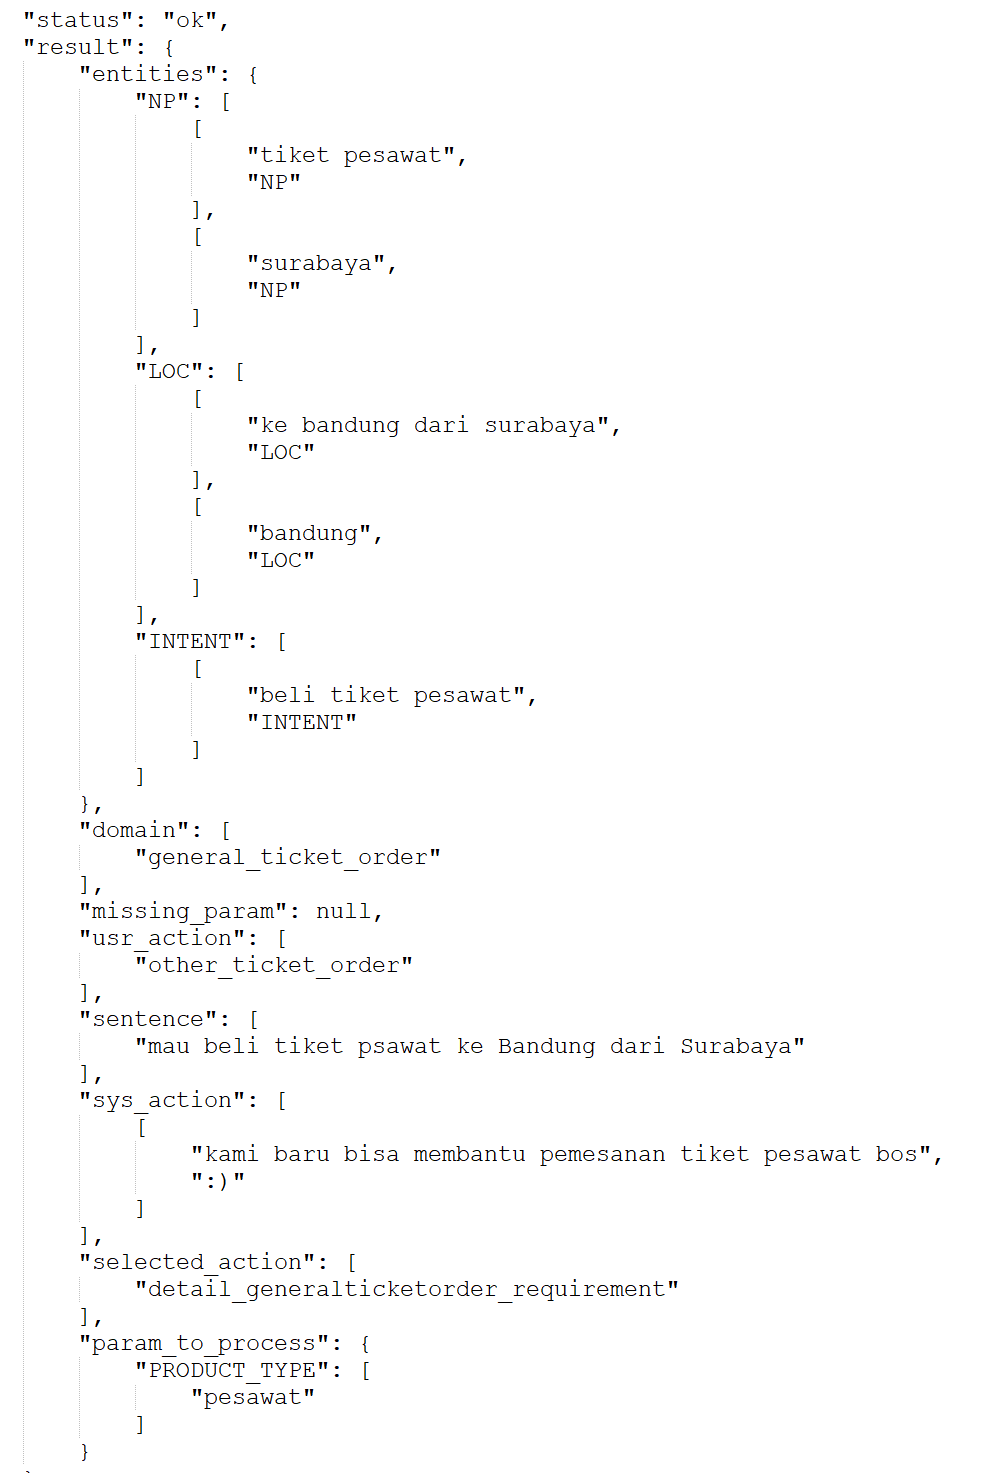 "status": "ok",
"result": {
"entities": {
"NP": [
[
"tiket pesawat",
"NP"
],
[
"surabaya",
"NP"
]
],
"LOC": [
[
"ke bandung dari surabaya",
"LOC"
],
[
"bandung",
"LOC"
]
],
"INTENT": [
[
"beli tiket pesawat",
"INTENT"
]
]
},
"domain": [
"general_ticket_order"
],
"missing_param": null,
"usr_action": [
"other_ticket_order"
],
"sentence": [
"mau beli tiket psawat ke Bandung dari Surabaya"
],
"sys_action": [
[
"kami baru bisa membantu pemesanan tiket pesawat bos",
":)"
]
],
"selected_action": [
"detail_generalticketorder_requirement"
],
"param_to_process": {
"PRODUCT_TYPE": [
"pesawat"
]
}